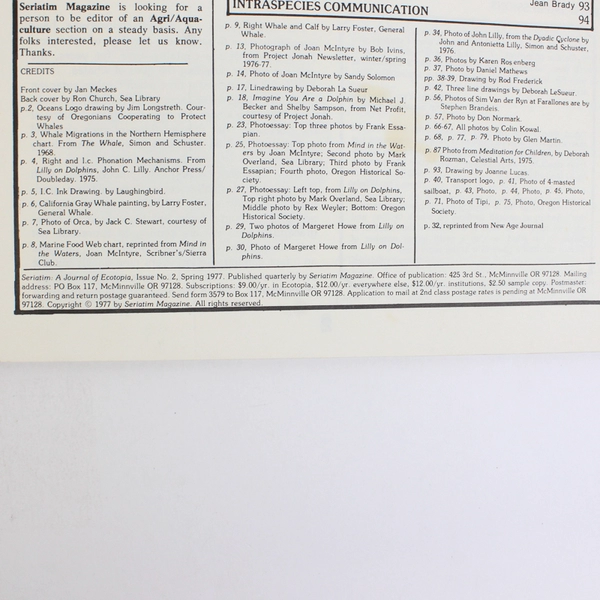 Seriatim Magazine is looking for a
person to be editor of an Agri/Aqua-
culture section on a steady basis. Any
folks interested, please let us know.
Thanks.
CREDITS
Front cover by Jan Meckes
Back cover by Ron Church, Sea Library
p.2, Oceans Logo drawing by Jim Longstreth. Cour-
tesy of Oregonians Cooperating to Protect
Whales
p. 3, Whale Migrations in the Northern Hemisphere
chart. From The Whale, Simon and Schuster.
1968.
p. 4, Right and l.c. Phonation Mechanisms. From
Lilly on Dolphins, John C. Lilly. Anchor Press/
Doubleday. 1975.
p. 5, I.C. Ink Drawing. by Laughingbird.
p. 6, California Gray Whale painting, by Larry Foster,
General Whale.
p. 7, Photo of Orca, by Jack C. Stewart, courtesy of
Sea Library.
p. 8, Marine Food Web chart, reprinted from Mind in
the Waters, Joan McIntyre, Scribner's/Sierra
Club.
INTRASPECIES COMMUNICATION
Jean Brady 93
94
p. 9, Right Whale and Calf by Larry Foster, General
Whale.
p. 13, Photograph of Joan McIntyre by Bob Ivins,
from Project Jonah Newsletter, winter/spring
1976-77.
p. 14, Photo of Joan McIntyre by Sandy Solomon
p. 17, Linedrawing by Deborah La Sueur
p. 18, Imagine You Are a Dolphin by Michael J.
Becker and Shelby Sampson, from Net Profit,
courtesy of Project Jonah.
p. 23, Photoessay: Top three photos by Frank Essa-
pian.
p. 25, Photoessay: Top photo from Mind in the Wat-
ers by Joan McIntyre; Second photo by Mark
Overland, Sea Library; Third photo by Frank
Essapian; Fourth photo, Oregon Historical So-
ciety.
p. 27, Photoessay: Left top, from Lilly on Dolphins,
Top right photo by Mark Overland, Sea Library;
Middle photo by Rex Weyler; Bottom: Oregon
Historical Society.
p. 29, Two photos of Margaret Howe from Lilly on
Dolphins.
p. 30, Photo of Margaret Howe from Lilly on Dol-
phins.
p. 34, Photo of John Lilly, from the Dyadic Cyclone by
John and Antonietta Lilly, Simon and Schuster,
1976.
p. 36, Photos by Karen Rosenberg
p. 37, Photo by Daniel Mathews
pp. 38-39, Drawing by Rod Frederick
p. 42, Three line drawings by Deborah LeSueur.
p. 56, Photos of Sim Van der Ryn at Farallones are by
Stephen Brandeis.
p. 57, Photo by Don Normark.
p. 66-67, All photos by Colin Kowal.
p. 68, p. 77, p. 79, Photo by Glen Martin.
p. 87 Photo from Meditation for Children, by Deborah
Rozman, Celestial Arts, 1975.
p. 93, Drawing by Joanne Lucas.
p. 40, Transport logo, p. 41, Photo of 4-masted
sailboat, p. 43, Photo, p. 44, Photo, p. 45, Photo,
p. 71, Photo of Tipi, p. 75, Photo, Oregon Historical
Society.
p. 32, reprinted from New Age Journal
Seriatim: A Journal of Ecotopia, Issue No. 2, Spring 1977. Published quarterly by Seriatim Magazine. Office of publication: 425 3rd St., McMinnville OR 97128. Mailing
address: PO Box 117, McMinnville OR 97128. Subscriptions: $9.00/yr. in Ecotopia, $12.00/yr. everywhere else, $12.00/yr. institutions, $2.50 sample copy. Postmaster:
forwarding and return postage guaranteed. Send form 3579 to Box 117, McMinnville OR 97128. Application to mail at 2nd class postage rates is pending at McMinnville OR
97128. Copyright © 1977 by Seriatim Magazine. All rights reserved.